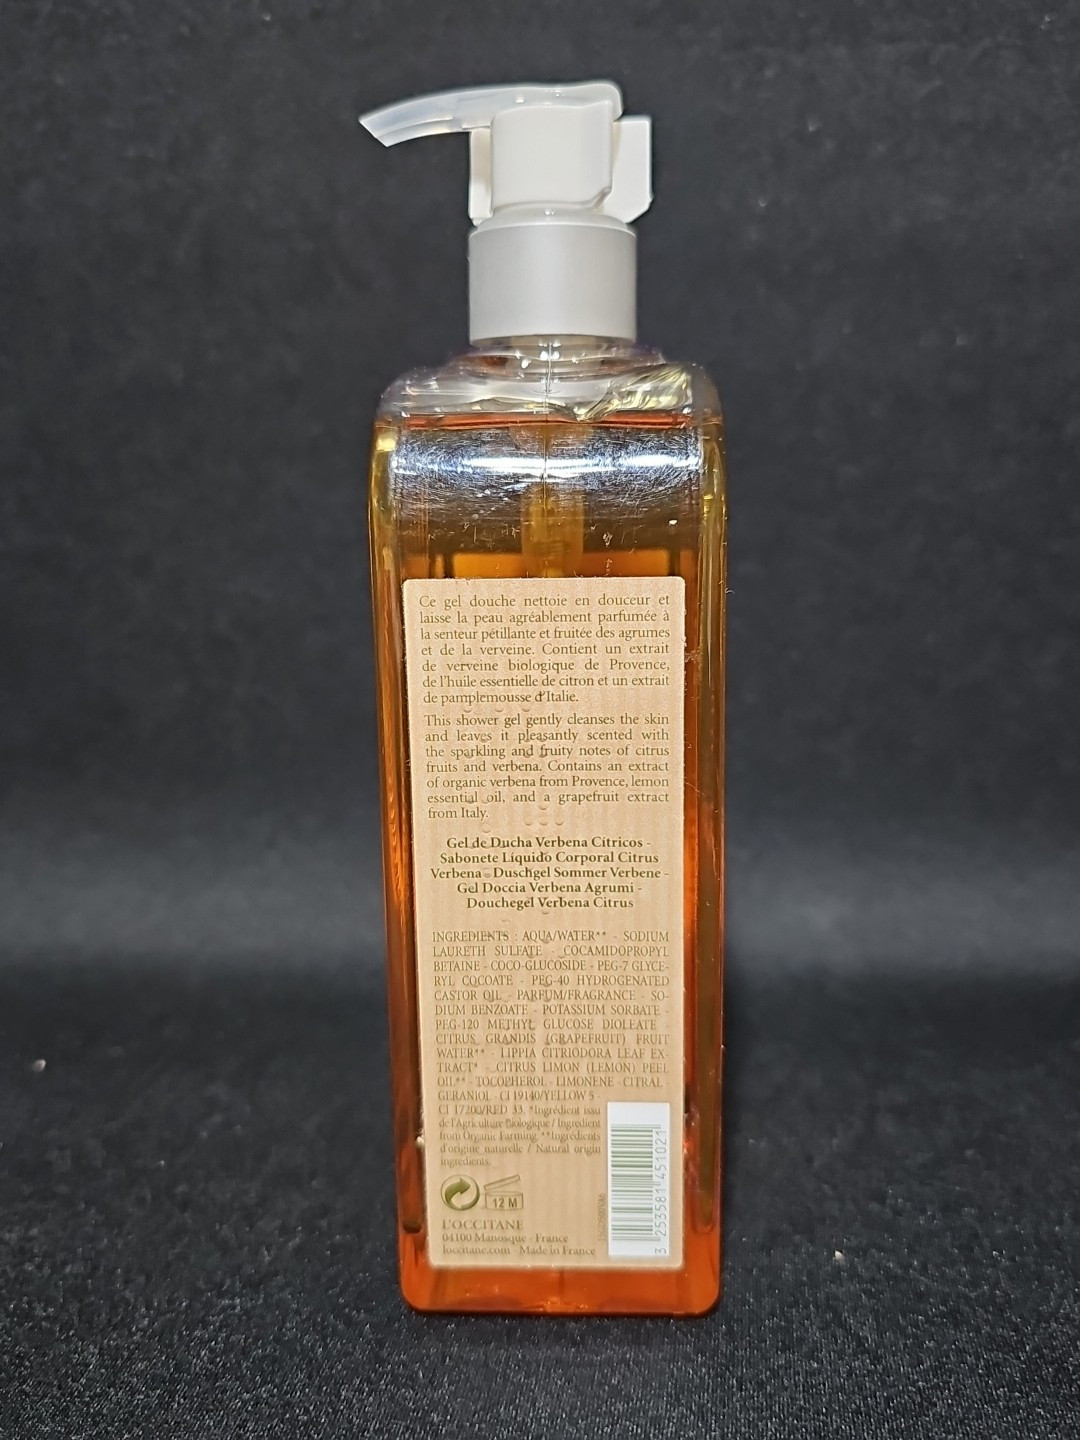 Ce gel douche nettoie en douceur et
laisse la peau agréablement parfumée à
la senteur pétillante et fruitée des agrumes
et de la verveine. Contient un extrait
de verveine biologique de Provence,
de l'huile essentielle de citron et un extrait
de pamplemousse d'Italie.
This shower gel gently cleanses the skin
and leaves it pleasantly scented with
the sparkling and fruity notes of citrus
fruits and verbena. Contains an extract
of organic verbena from Provence, lemon
essential oil, and a grapefruit extract
from Italy.
Gel de Ducha Verbena Cítricos -
Sabonete Líquido Corporal Citrus
Verbena - Duschgel Sommer Verbene -
Gel Doccia Verbena Agrumi -
Douchegel Verbena Citrus
INGREDIENTS : AQUA/WATER** - SODIUM
LAURETH SULFATE - COCAMIDOPROPYL
BETAINE - COCO-GLUCOSIDE - PEG-7 GLYCE-
RYL COCOATE - PEG-40 HYDROGENATED
CASTOR OIL - PARFUM/FRAGRANCE - SO-
DIUM BENZOATE - POTASSIUM SORBATE -
PEG-120 METHYL GLUCOSE DIOLEATE -
CITRUS GRANDIS (GRAPEFRUIT) FRUIT
WATER** - LIPPIA CITRIODORA LEAF EX-
TRACT* - CITRUS LIMON (LEMON) PEEL
OIL** - TOCOPHEROL - LIMONENE - CITRAL -
GERANIOL - CI 19140/YELLOW 5 -
CI 17200/RED 33. *Ingrédient issu
de l'Agriculture Biologique / Ingredient
from Organic Farming. **Ingrédients
d'origine naturelle / Natural origin
ingredients.
12 M
L'OCCITANE
04100 Manosque - France
loccitane.com - Made in France
3 253581 451021